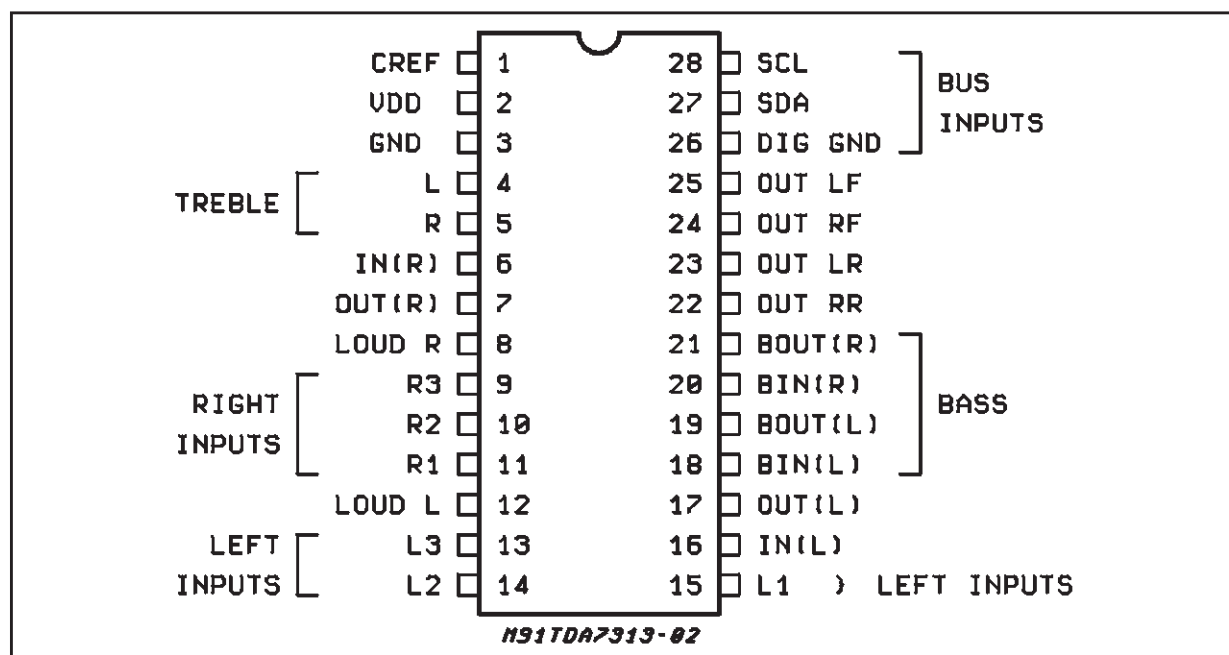 CREF 1 28 SCL
VDD 2 27 SDA
GND 3 26 DIG GND
BUS
INPUTS
TREBLE
L 4 25 OUT LF
R 5 24 OUT RF
IN(R) 6 23 OUT LR
OUT(R) 7 22 OUT RR
LOUD R 8 21 BOUT(R)
RIGHT
INPUTS
R3 9 20 BIN(R)
R2 10 19 BOUT(L)
R1 11 18 BIN(L)
BASS
LOUD L 12 17 OUT(L)
LEFT
INPUTS
L3 13 16 IN(L)
L2 14 15 L1 } LEFT INPUTS
M91TDA7313-02